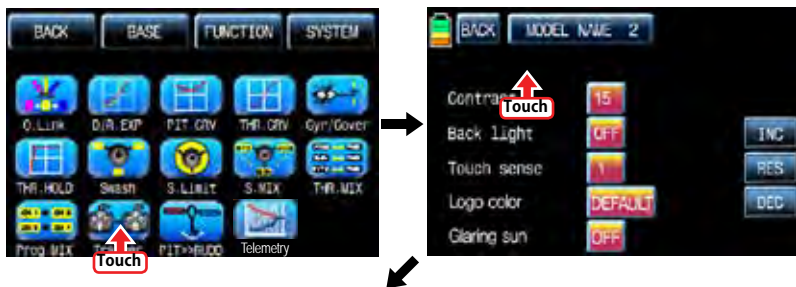 BACK BASE FUNCTION SYSTEM
Q.Link D/R.EXP PIT.CRV THR.CRV Gyr/Gover
THR.HOLD Swash S.Limit S.MIX THR.MIX
Prog.MIX PIT>>RUDD Telemetry
Touch
BACK MODEL NAME 2
Touch
15
Back light OFF INC
Touch sense 1 RES
Logo color DEFAULT DEC
Glaring sun OFF